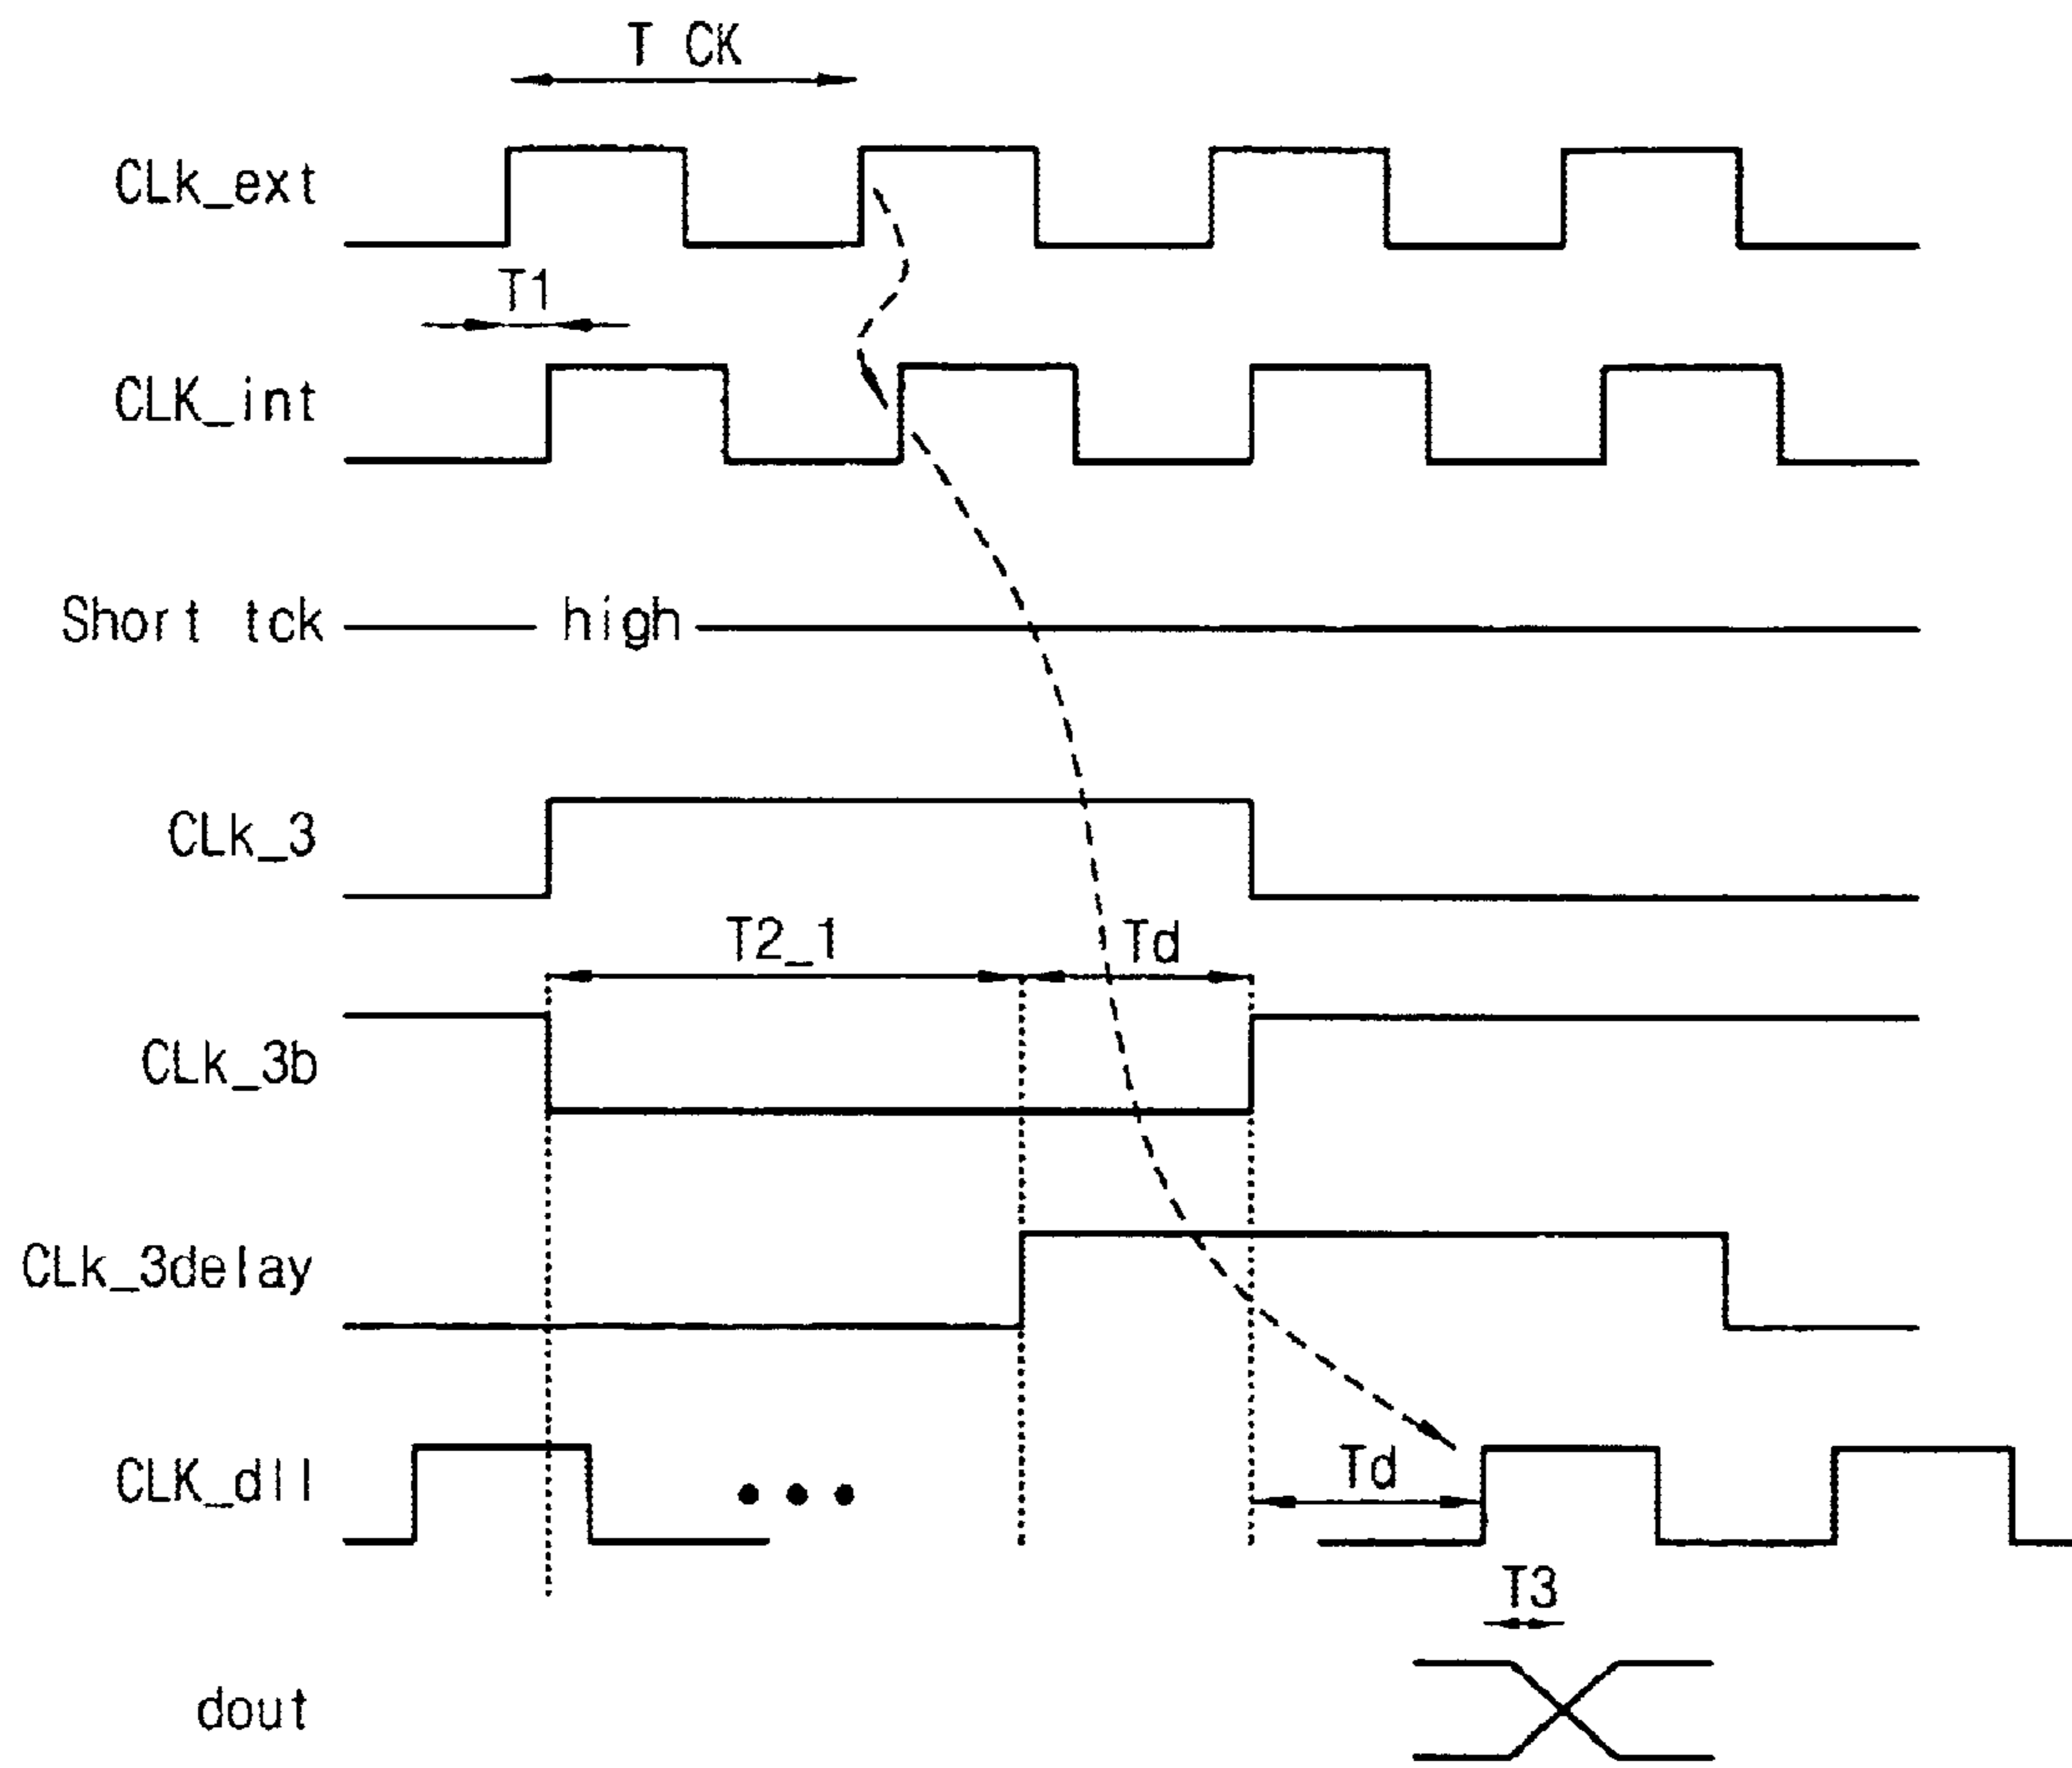 T CK
CLk_ext
T1
CLK_int
Short tck high
CLk_3
T2_1 Td
CLk_3b
CLk_3delay
CLK_dll
Td
T3
dout